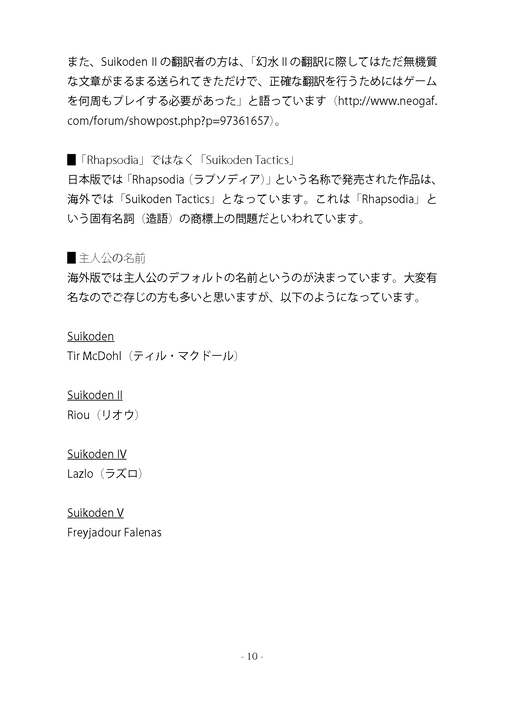 また、Suikoden II の翻訳者の方は、「幻水 II の翻訳に際してはただ無機質
な文章がまるまる送られてきただけで、正確な翻訳を行うためにはゲーム
を何周もプレイする必要があった」と語っています（http://www.neogaf.
com/forum/showpost.php?p=97361657）。
■「Rhapsodia」ではなく「Suikoden Tactics」
日本版では「Rhapsodia（ラプソディア）」という名称で発売された作品は、
海外では「Suikoden Tactics」となっています。これは「Rhapsodia」と
いう固有名詞（造語）の商標上の問題だといわれています。
■主人公の名前
海外版では主人公のデフォルトの名前というのが決まっています。大変有
名なのでご存じの方も多いと思いますが、以下のようになっています。
Suikoden
Tir McDohl（ティル・マクドール）
Suikoden II
Riou（リオウ）
Suikoden IV
Lazlo（ラズロ）
Suikoden V
Freyjadour Falenas
- 10 -